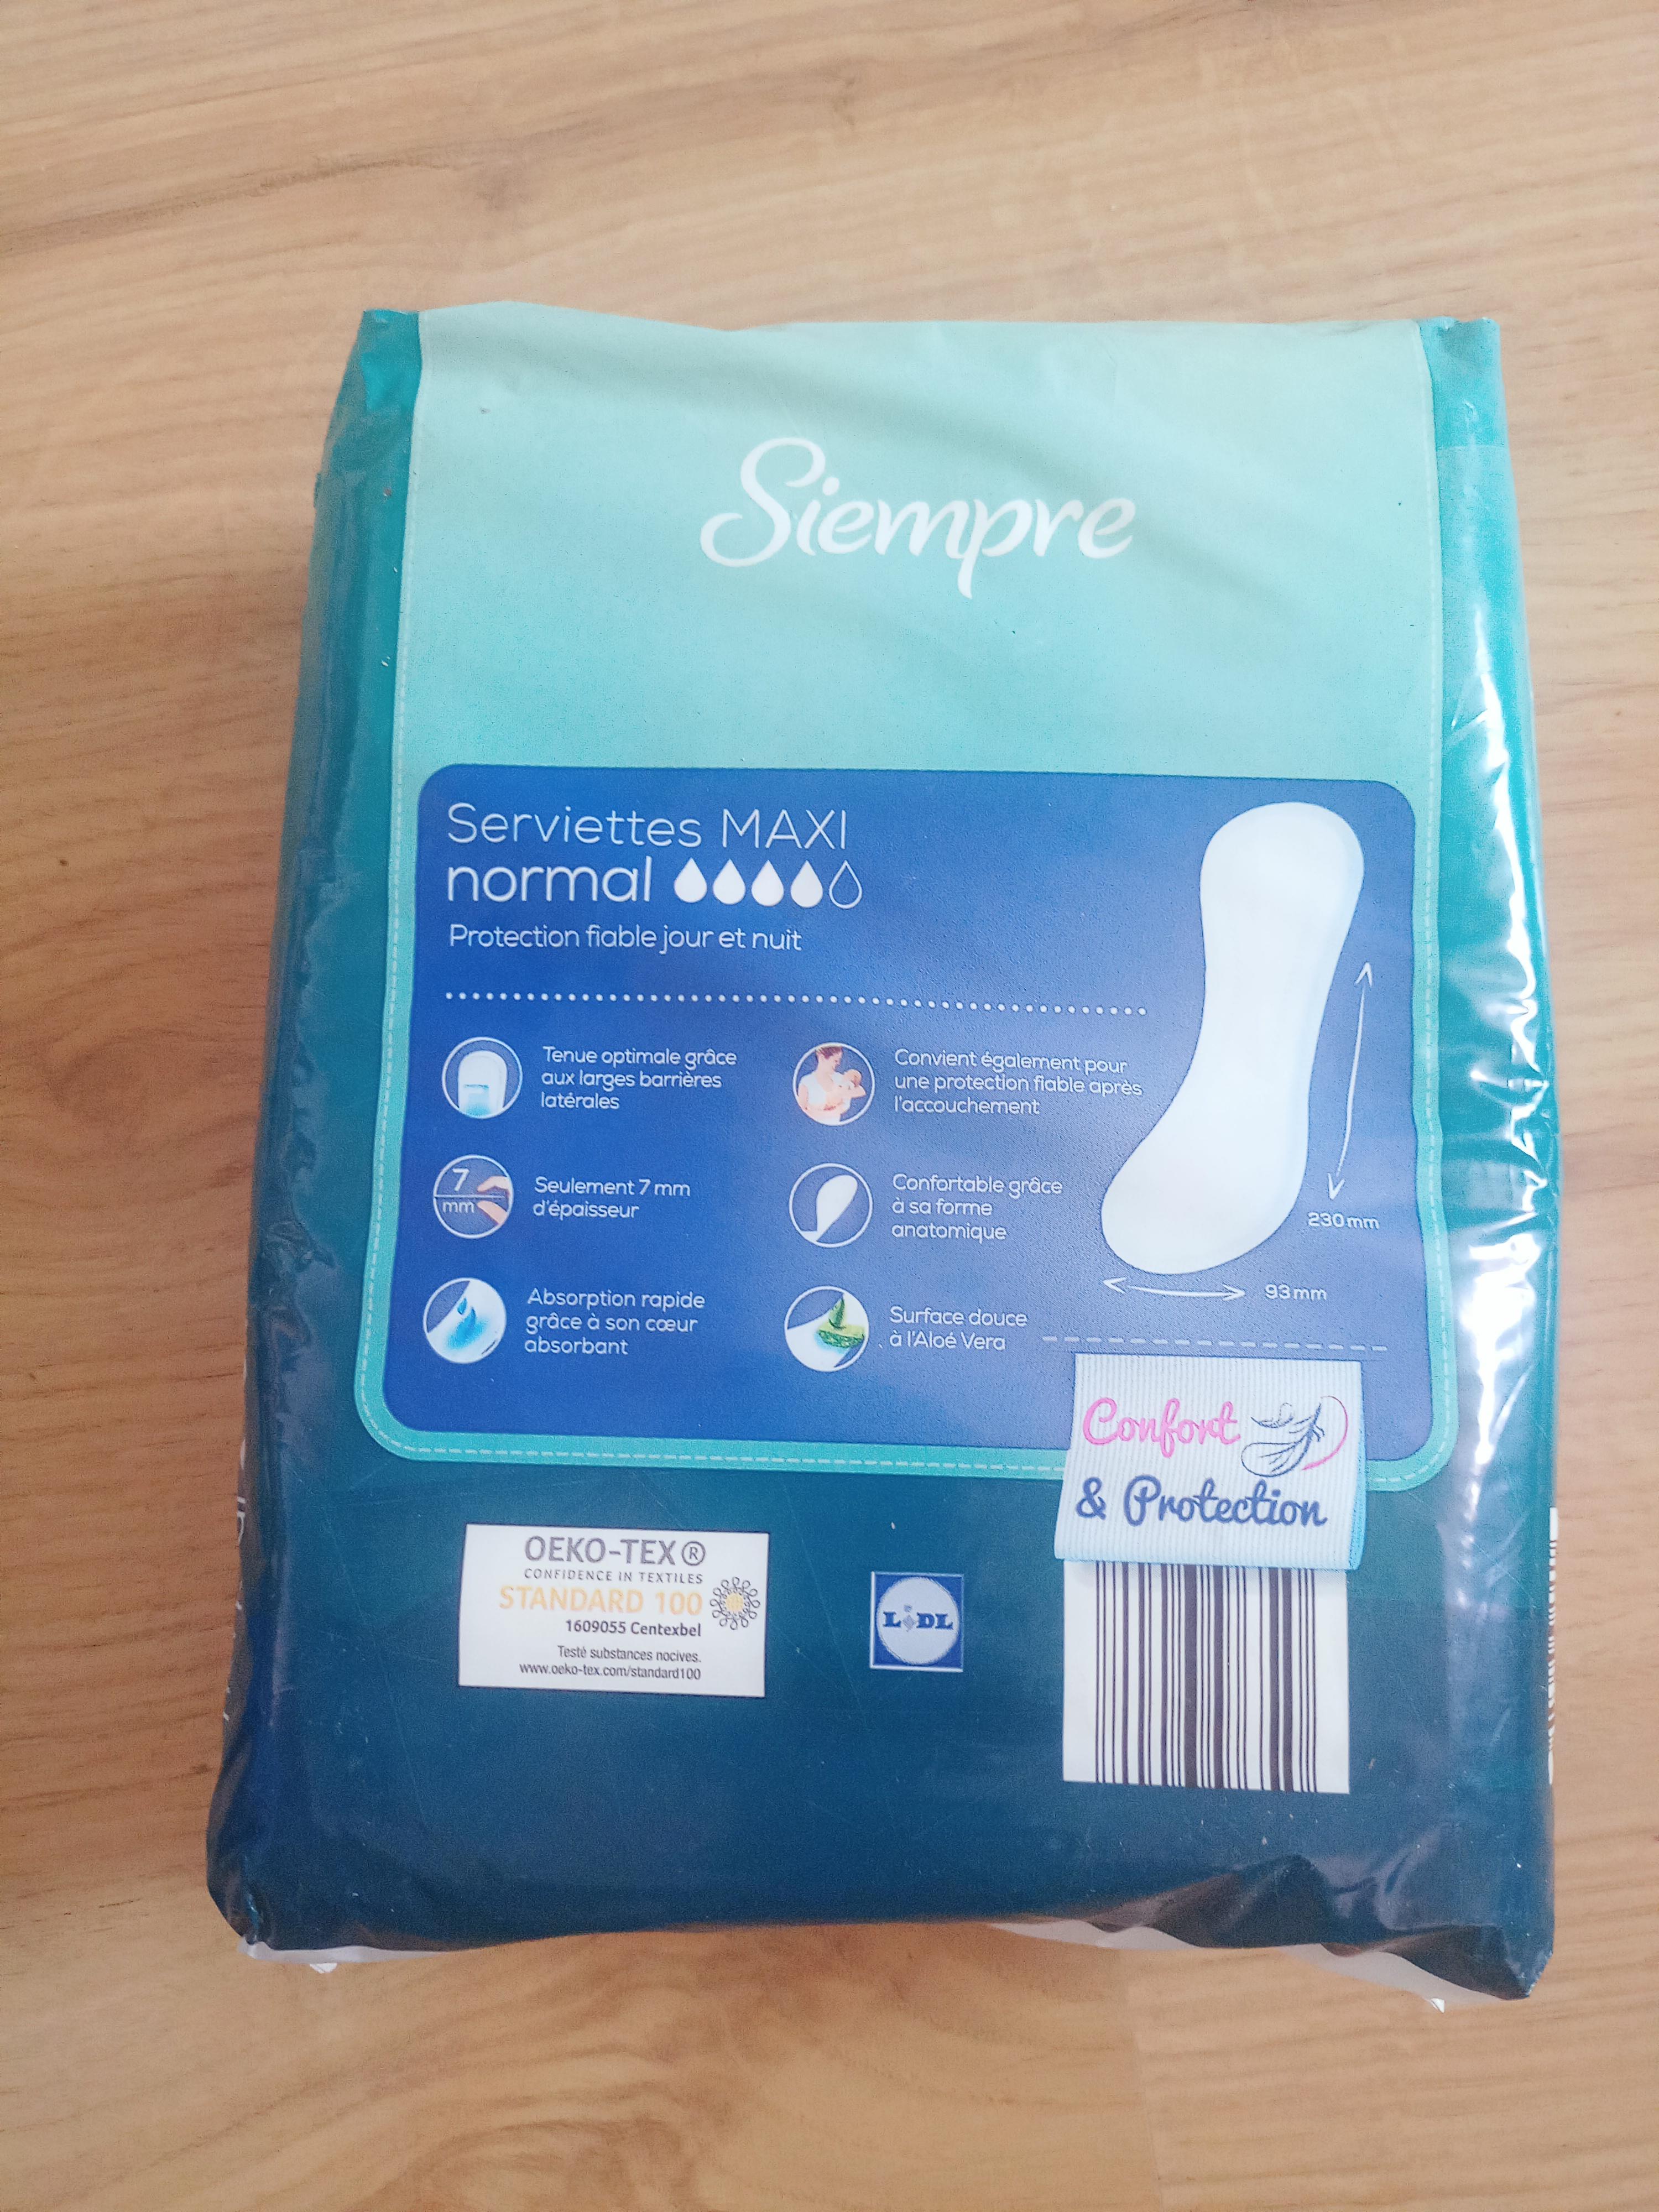 Siempre
Serviettes MAXI
normal
Protection fiable jour et nuit
Tenue optimale grâce
aux larges barrières
latérales
Convient également pour
une protection fiable après
l'accouchement
7
mm
Seulement 7 mm
d'épaisseur
Confortable grâce
à sa forme
anatomique
230 mm
93 mm
Absorption rapide
grâce à son cœur
absorbant
Surface douce
à l'Aloé Vera
Confort
& Protection
OEKO-TEX®
CONFIDENCE IN TEXTILES
STANDARD 100
1609055 Centexbel
Testé substances nocives.
www.oeko-tex.com/standard100
LIDL